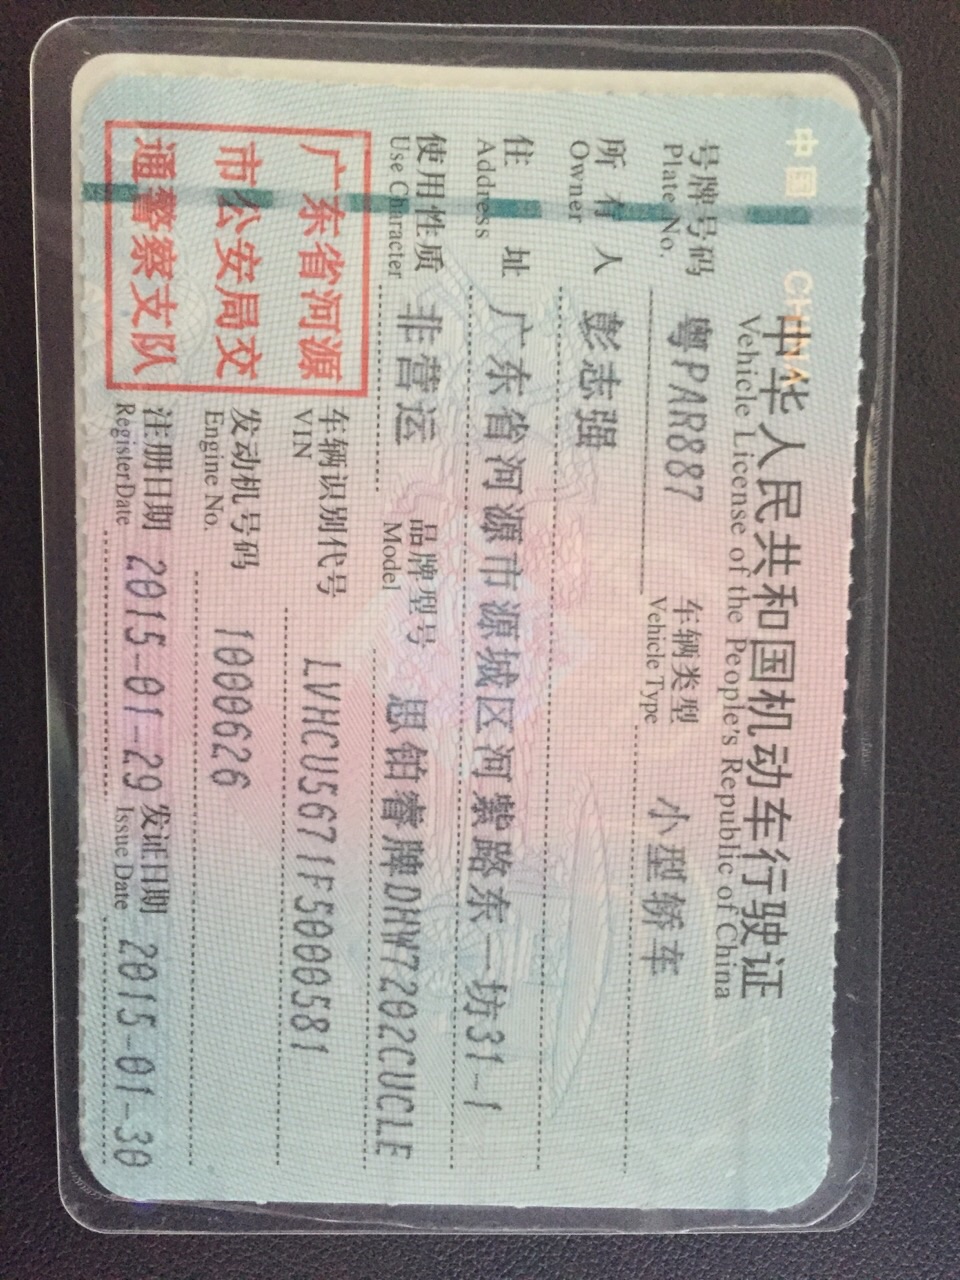 中国 CHINA
中华人民共和国机动车行驶证
Vehicle License of the People's Republic of China
号牌号码 粤PAR887 车辆类型 小型轿车
Plate No. Vehicle Type
所有人 彭志强
Owner
住址 广东省河源市源城区河紫路东一坊31-1
Address
使用性质 非营运 品牌型号 思铂睿牌DHW7202CUCLE
Use Character Model
广东省河源
市公安局交
通警察支队
车辆识别代号 LVHCU5671F5000581
VIN
发动机号码 1000626
Engine No.
注册日期 2015-01-29 发证日期 2015-01-30
Register Date Issue Date